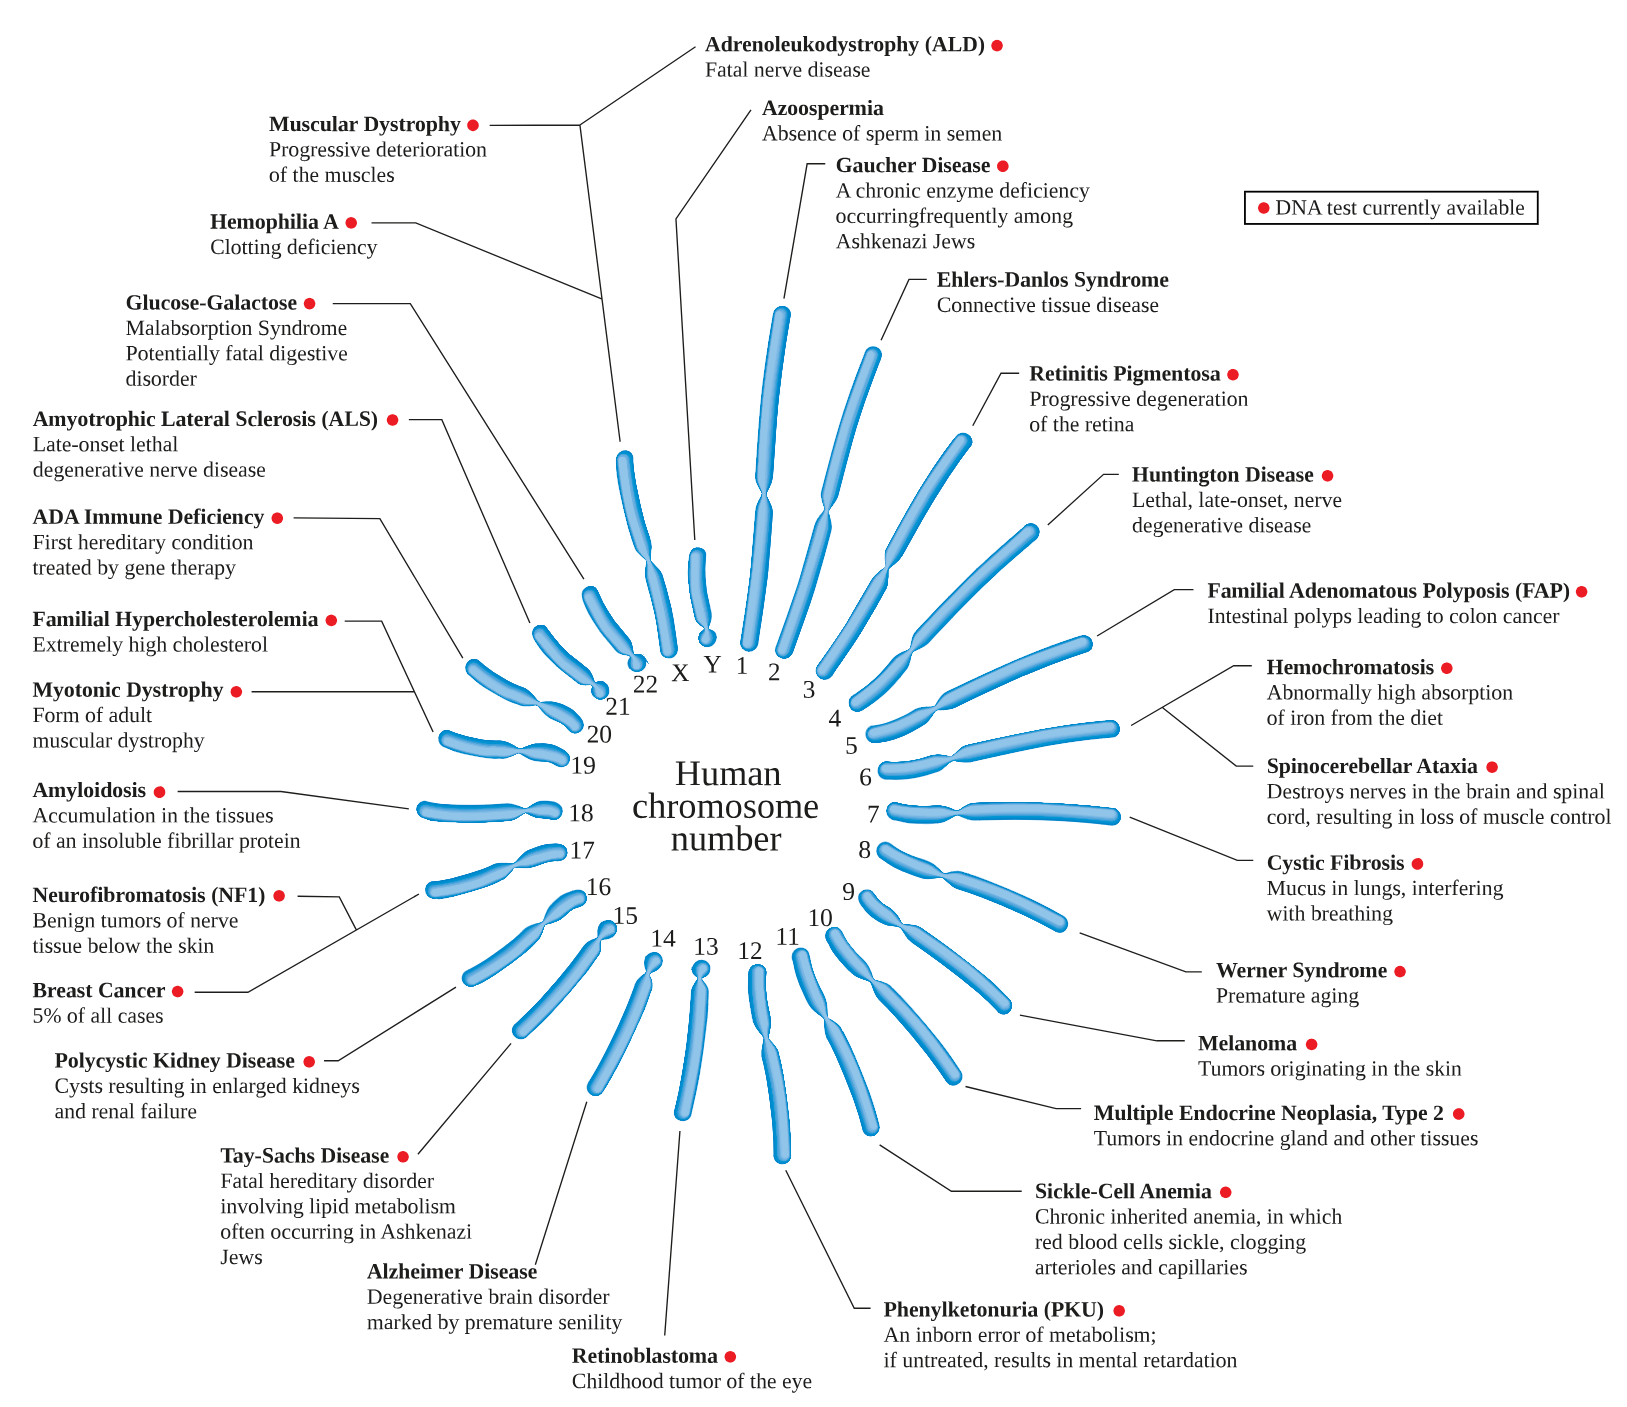 Adrenoleukodystrophy (ALD)
Fatal nerve disease
Azoospermia
Absence of sperm in semen
Gaucher Disease
A chronic enzyme deficiency
occurringfrequently among
Ashkenazi Jews
DNA test currently available
Ehlers-Danlos Syndrome
Connective tissue disease
Retinitis Pigmentosa
Progressive degeneration
of the retina
Huntington Disease
Lethal, late-onset, nerve
degenerative disease
Familial Adenomatous Polyposis (FAP)
Intestinal polyps leading to colon cancer
Hemochromatosis
Abnormally high absorption
of iron from the diet
Spinocerebellar Ataxia
Destroys nerves in the brain and spinal
cord, resulting in loss of muscle control
Cystic Fibrosis
Mucus in lungs, interfering
with breathing
Werner Syndrome
Premature aging
Melanoma
Tumors originating in the skin
Multiple Endocrine Neoplasia, Type 2
Tumors in endocrine gland and other tissues
Sickle-Cell Anemia
Chronic inherited anemia, in which
red blood cells sickle, clogging
arterioles and capillaries
Phenylketonuria (PKU)
An inborn error of metabolism;
if untreated, results in mental retardation
Retinoblastoma
Childhood tumor of the eye
Alzheimer Disease
Degenerative brain disorder
marked by premature senility
Tay-Sachs Disease
Fatal hereditary disorder
involving lipid metabolism
often occurring in Ashkenazi
Jews
Polycystic Kidney Disease
Cysts resulting in enlarged kidneys
and renal failure
Breast Cancer
5% of all cases
Neurofibromatosis (NF1)
Benign tumors of nerve
tissue below the skin
Amyloidosis
Accumulation in the tissues
of an insoluble fibrillar protein
Myotonic Dystrophy
Form of adult
muscular dystrophy
Familial Hypercholesterolemia
Extremely high cholesterol
ADA Immune Deficiency
First hereditary condition
treated by gene therapy
Amyotrophic Lateral Sclerosis (ALS)
Late-onset lethal
degenerative nerve disease
Glucose-Galactose
Malabsorption Syndrome
Potentially fatal digestive
disorder
Hemophilia A
Clotting deficiency
Muscular Dystrophy
Progressive deterioration
of the muscles
Human
chromosome
number
1
2
3
4
5
6
7
8
9
10
11
12
13
14
15
16
17
18
19
20
21
22
X
Y